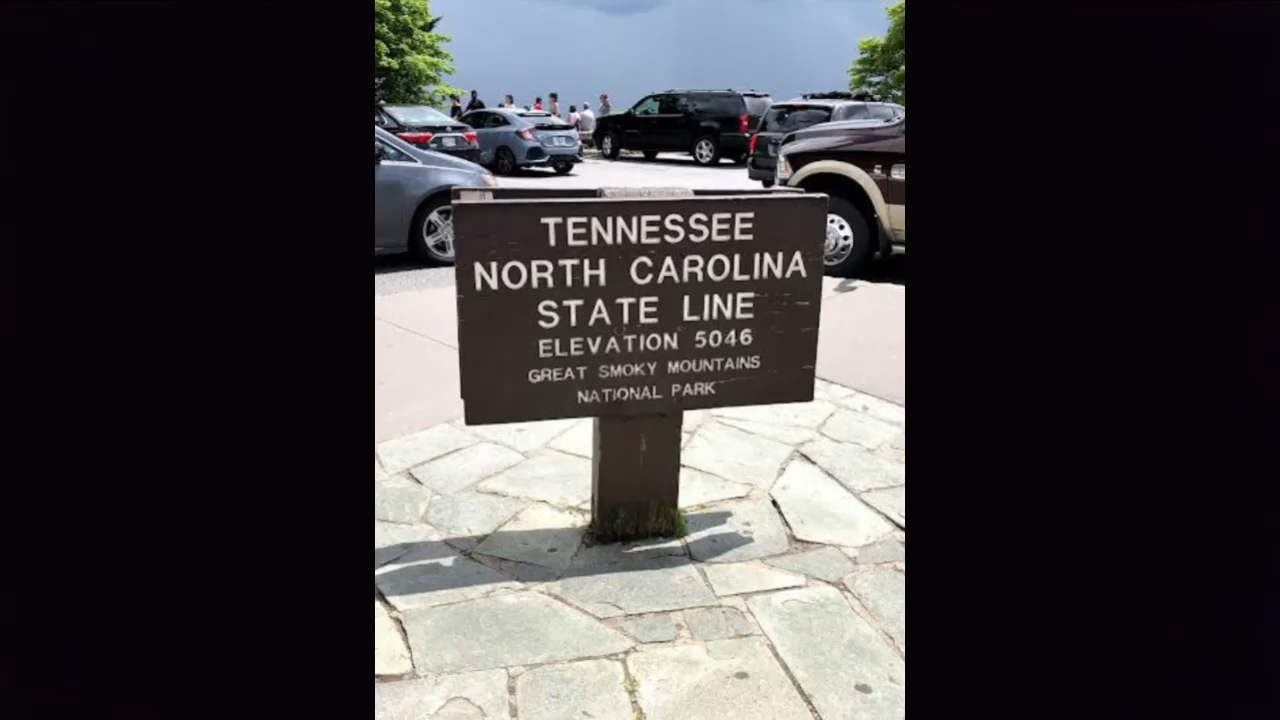 TENNESSEE
NORTH CAROLINA
STATE LINE
ELEVATION 5046
GREAT SMOKY MOUNTAINS
NATIONAL PARK